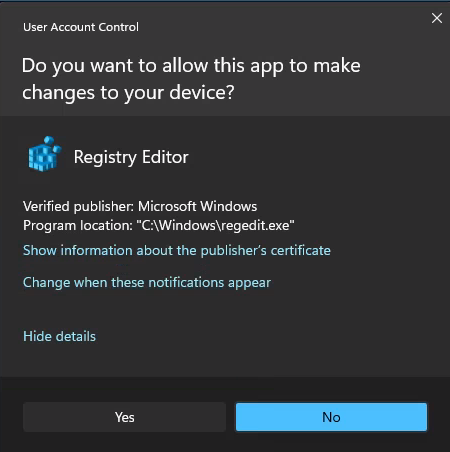 User Account Control
Do you want to allow this app to make
changes to your device?
Registry Editor
Verified publisher: Microsoft Windows
Program location: "C:\Windows\regedit.exe"
Show information about the publisher's certificate
Change when these notifications appear
Hide details
Yes
No